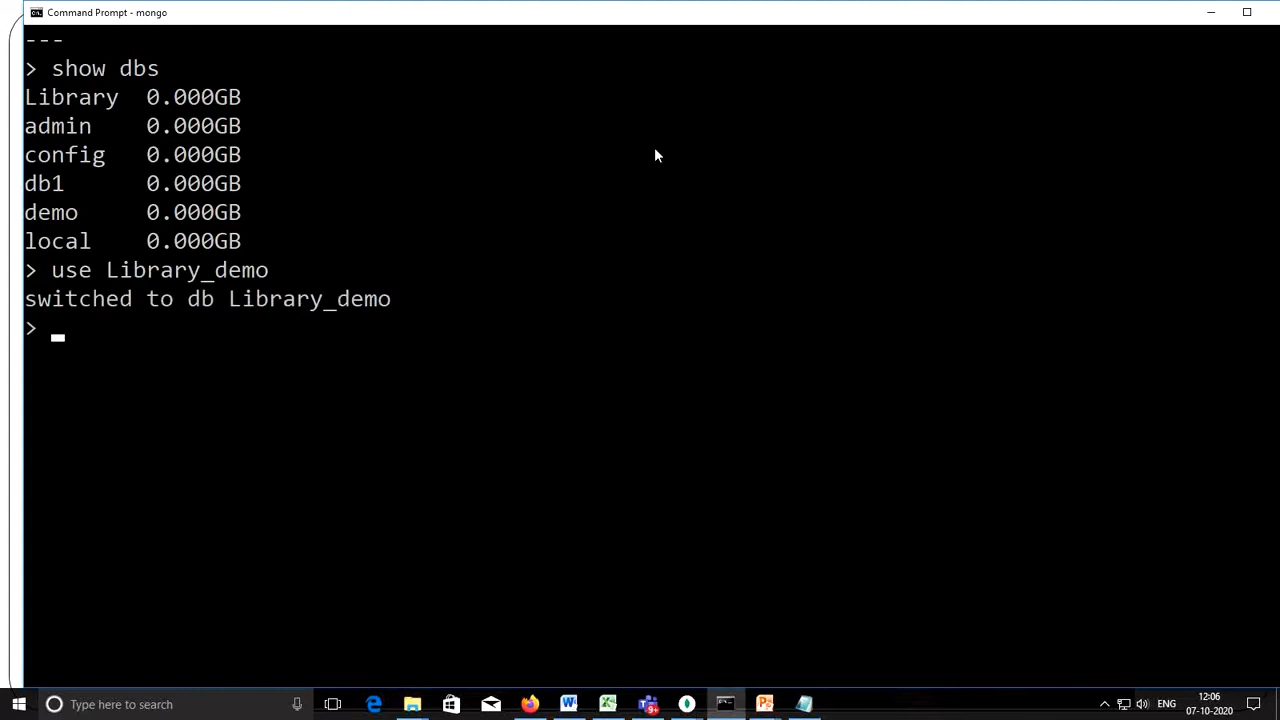 Command Prompt - mongo
---
> show dbs
Library 0.000GB
admin 0.000GB
config 0.000GB
db1 0.000GB
demo 0.000GB
local 0.000GB
> use Library_demo
switched to db Library_demo
>
Type here to search
9+
ENG
12:06
07-10-2020